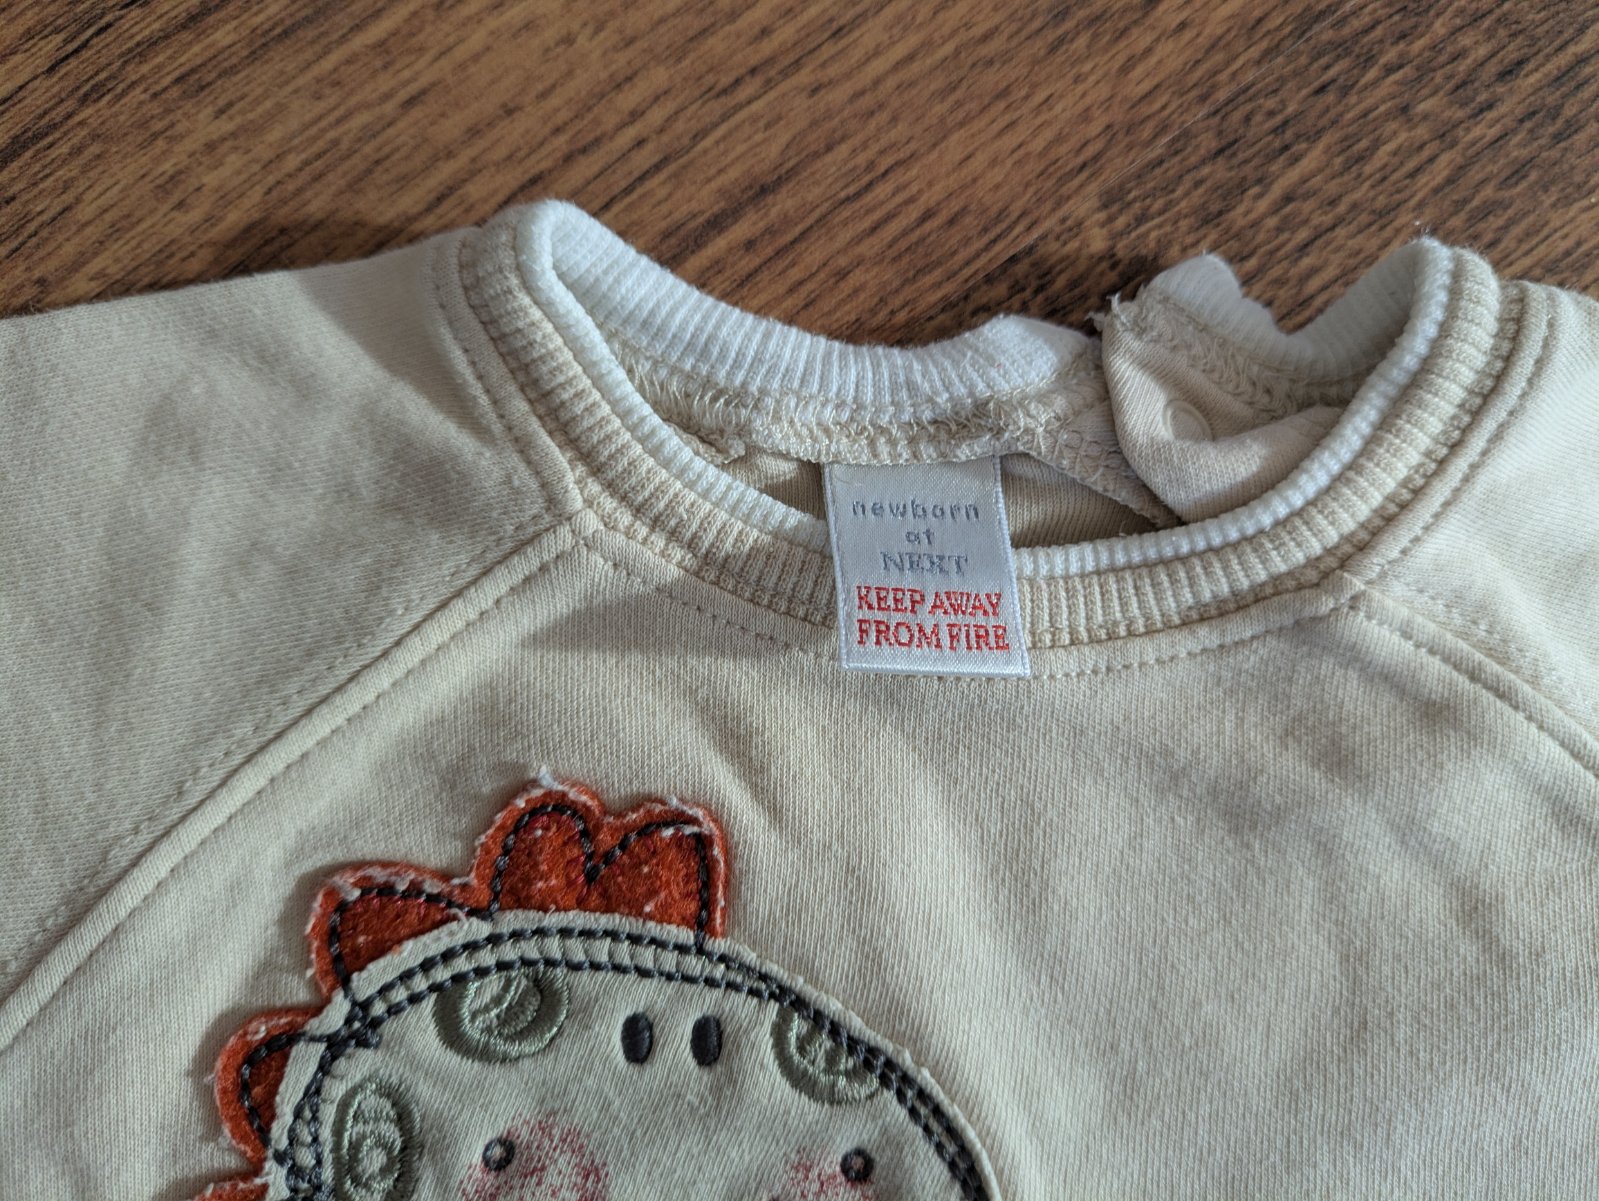 newborn
at
NEXT
KEEP AWAY
FROM FIRE